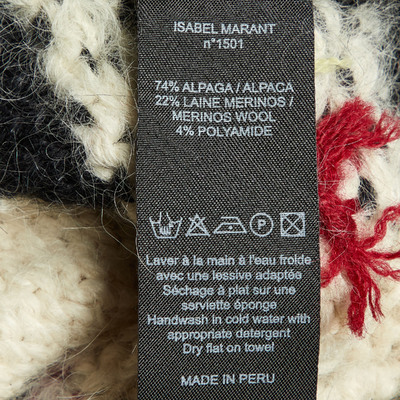 ISABEL MARANT
n°1501
74% ALPAGA / ALPACA
22% LAINE MERINOS /
MERINOS WOOL
4% POLYAMIDE
P
Laver à la main à l'eau froide
avec une lessive adaptée
Séchage à plat sur une
serviette éponge
Handwash in cold water with
appropriate detergent
Dry flat on towel
MADE IN PERU